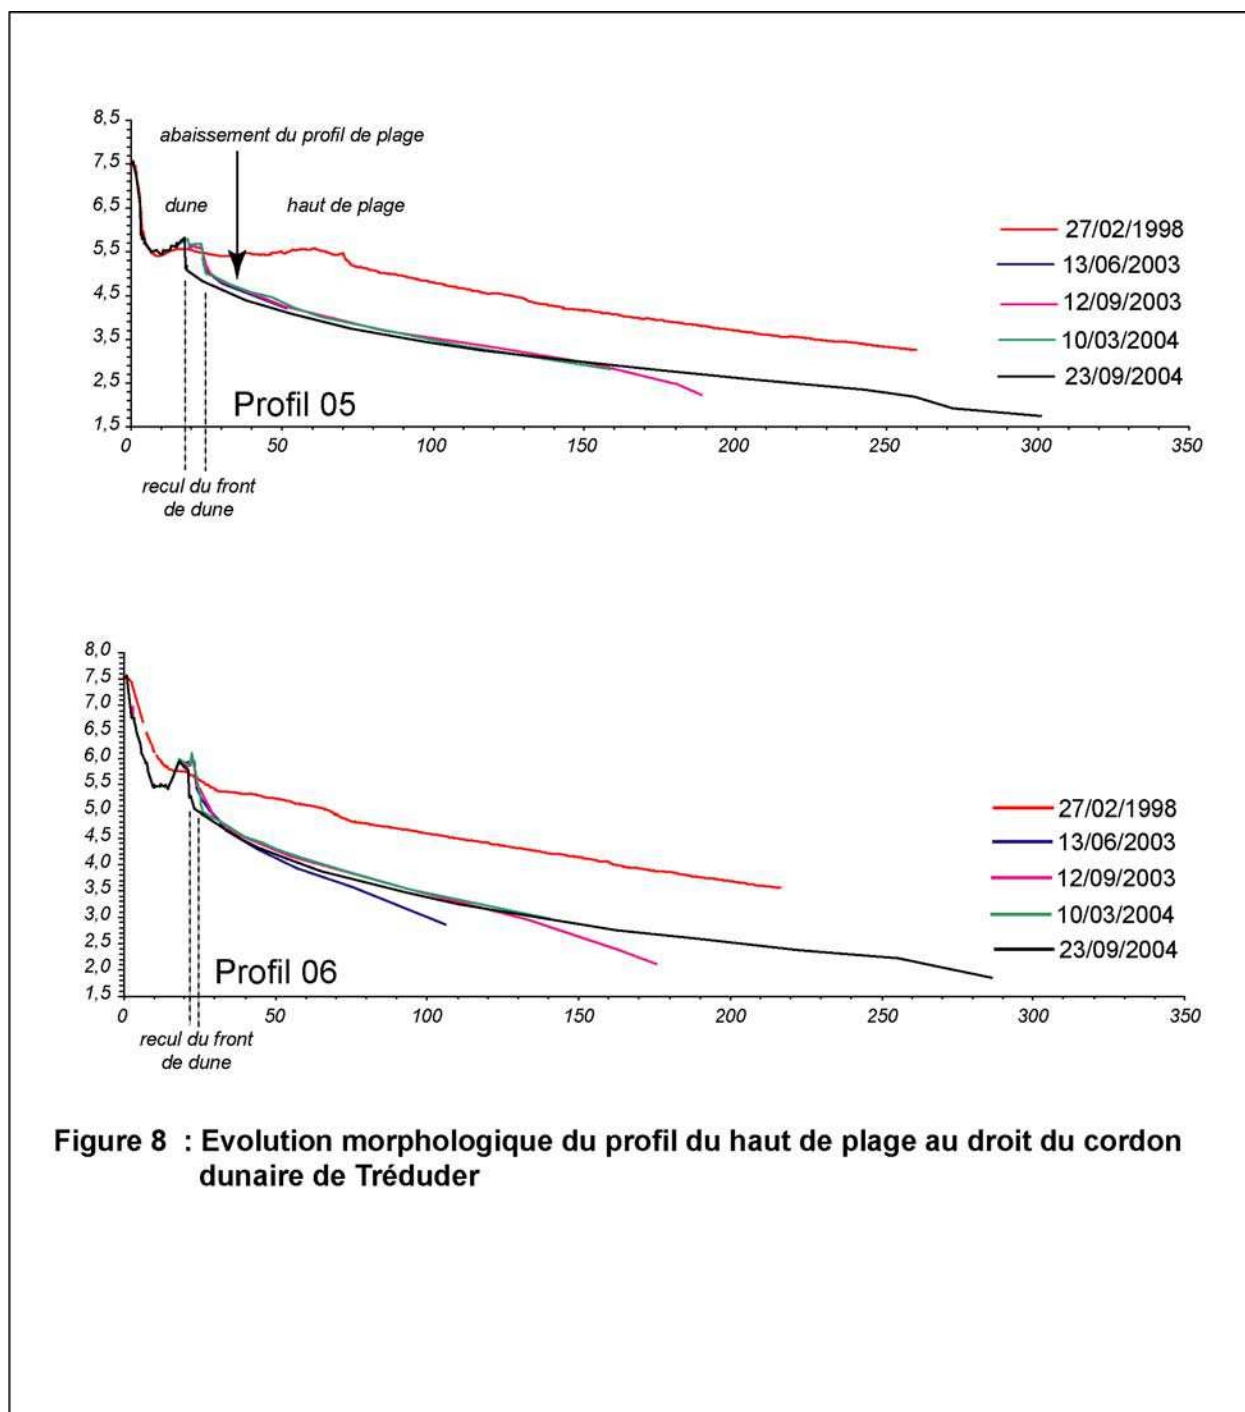 8,5
abaissement du profil de plage
7,5
6,5
dune
haut de plage
5,5
4,5
3,5
2,5
1,5
27/02/1998
13/06/2003
12/09/2003
10/03/2004
23/09/2004
Profil 05
0 50 100 150 200 250 300 350
recul du front
de dune
8,0
7,5
7,0
6,5
6,0
5,5
5,0
4,5
4,0
3,5
3,0
2,5
2,0
1,5
27/02/1998
13/06/2003
12/09/2003
10/03/2004
23/09/2004
Profil 06
0 50 100 150 200 250 300 350
recul du front
de dune
Figure 8 : Evolution morphologique du profil du haut de plage au droit du cordon
dunaire de Tréduder